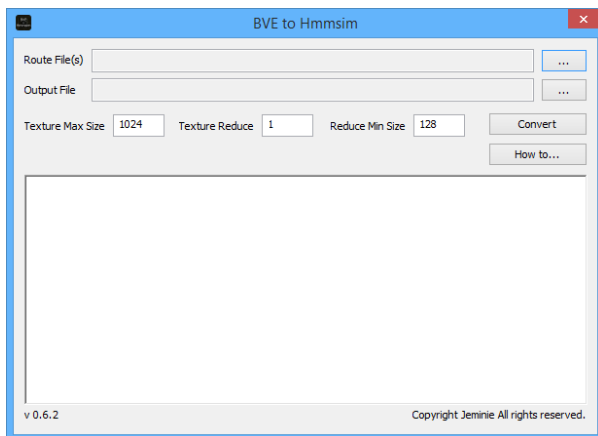 BVE to Hmmsim
Route File(s) ...
Output File ...
Texture Max Size 1024 Texture Reduce 1 Reduce Min Size 128 Convert
How to...
v 0.6.2 Copyright Jeminie All rights reserved.